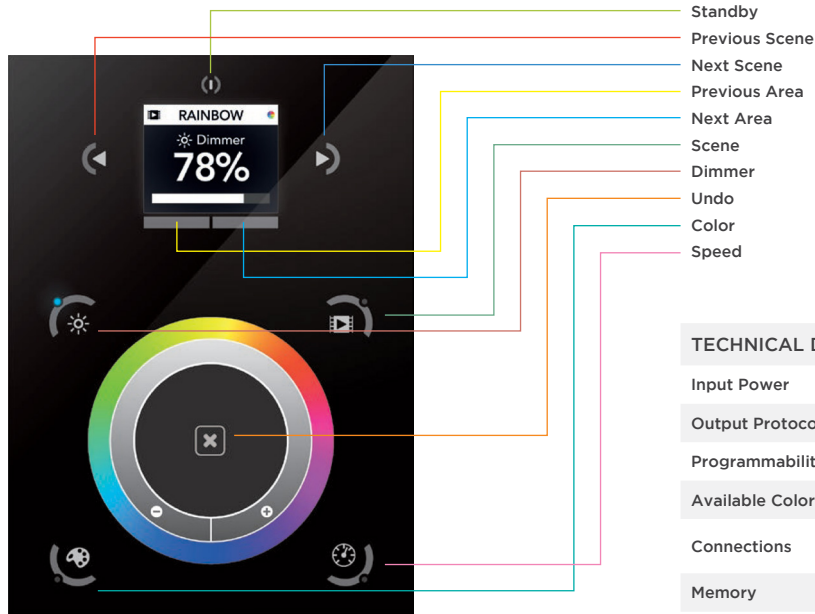 Standby
Previous Scene
Next Scene
Previous Area
Next Area
Scene
Dimmer
Undo
Color
Speed
RAINBOW
Dimmer
78%
TECHNICAL D
Input Power
Output Protoco
Programmabilit
Available Color
Connections
Memory